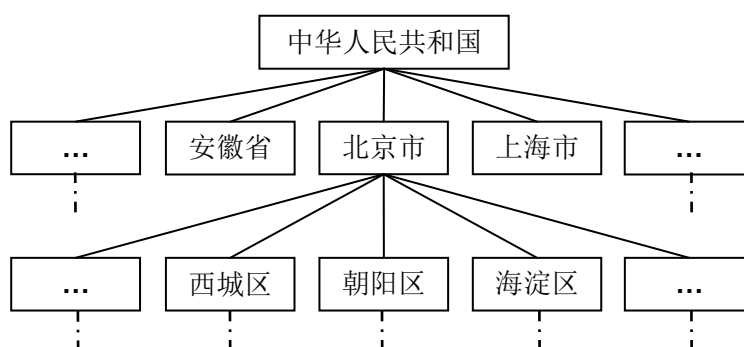 中华人民共和国
... 安徽省 北京市 上海市 ...
... 西城区 朝阳区 海淀区 ...